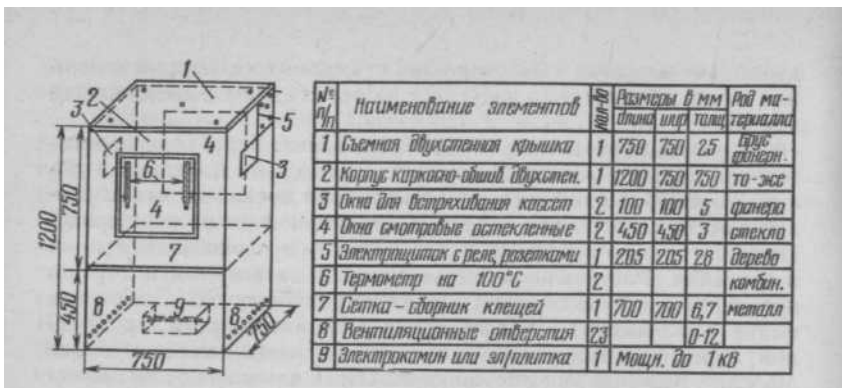 1
2
3
4
5
6
3
4
7
8
9
8
1200
750
450
750
750
№ п/п Наименование элементов кол-во Размеры в мм Род ма-
длина шир толщ териалла
1 Съемная двухстенная крышка 1 750 750 25 Брус фанерн.
2 Корпус каркасно-обшив. двухстен. 1 1200 750 750 то-же
3 Окна для встряхивания кассет 2 100 100 5 фанера
4 Окна смотровые остекленные 2 450 450 3 стекло
5 Электрощиток с реле, розетками 1 205 205 28 дерево
6 Термометр на 100°С 2 комбин.
7 Сетка – сборник клещей 1 700 700 6,7 металл
8 Вентиляционные отверстия 23 0-12
9 Электрокамин или эл/плитка 1 Мощн. до 1 кВ